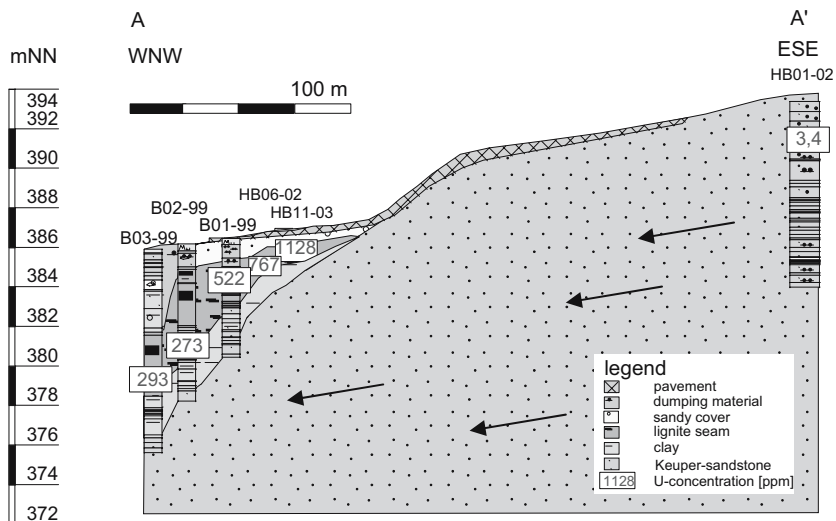 A
A'
mNN
WNW
ESE
HB01-02
100 m
394
392
390
388
386
384
382
380
378
376
374
372
3,4
HB06-02
HB11-03
B02-99
B01-99
B03-99
1128
767
522
273
293
legend
pavement
dumping material
sandy cover
lignite seam
clay
Keuper-sandstone
1128 U-concentration [ppm]